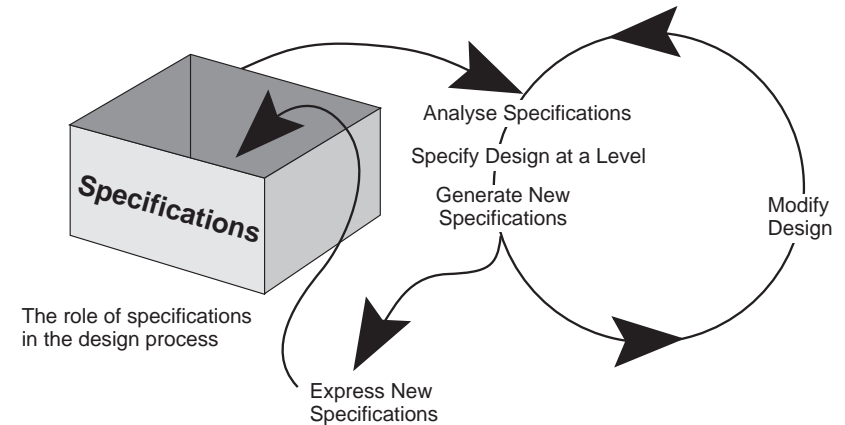 Analyse Specifications
Specify Design at a Level
Generate New
Specifications
Modify
Design
Specifications
The role of specifications
in the design process
Express New
Specifications